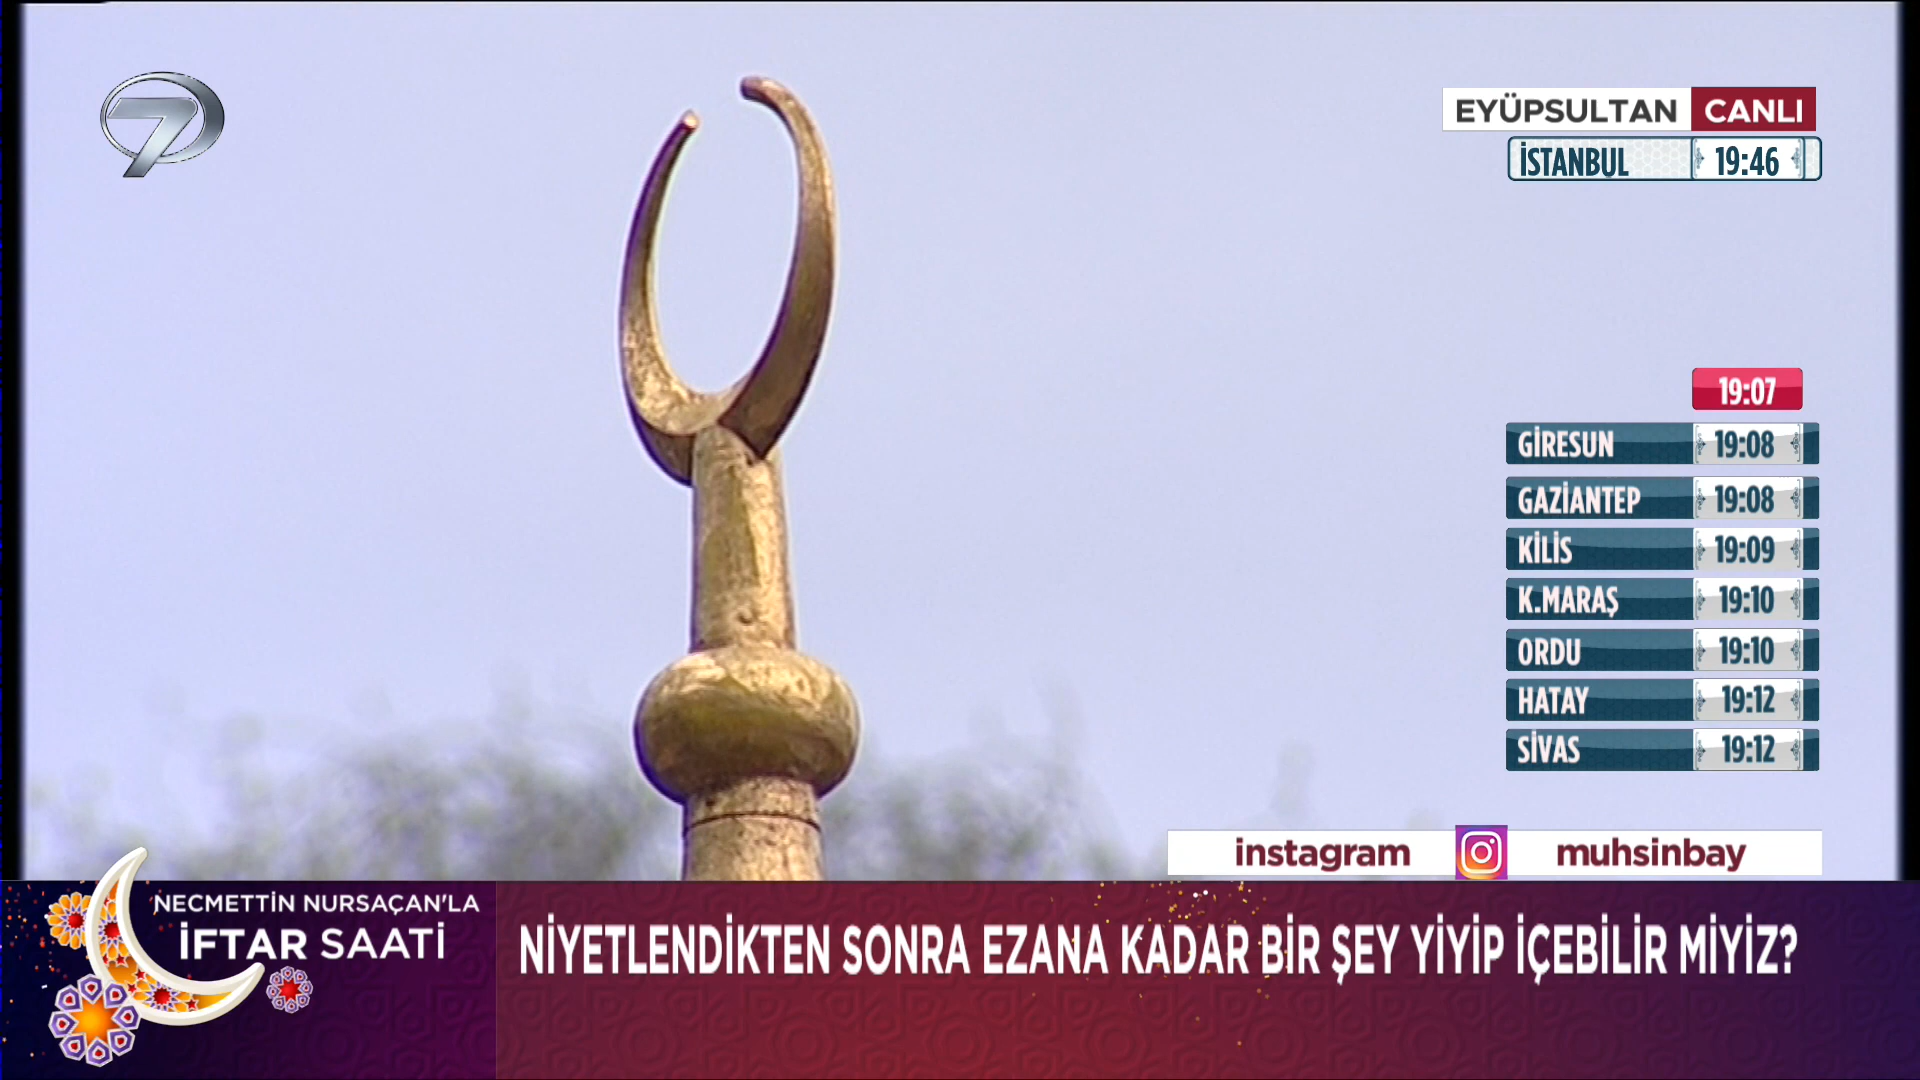 7
EYÜPSULTAN CANLI
İSTANBUL 19:46
19:07
GİRESUN 19:08
GAZİANTEP 19:08
KİLİS 19:09
K.MARAŞ 19:10
ORDU 19:10
HATAY 19:12
SİVAS 19:12
instagram muhsinbay
NECMETTİN NURSAÇAN'LA
İFTAR SAATİ
NİYETLENDİKTEN SONRA EZANA KADAR BİR ŞEY YİYİP İÇEBİLİR MİYİZ?